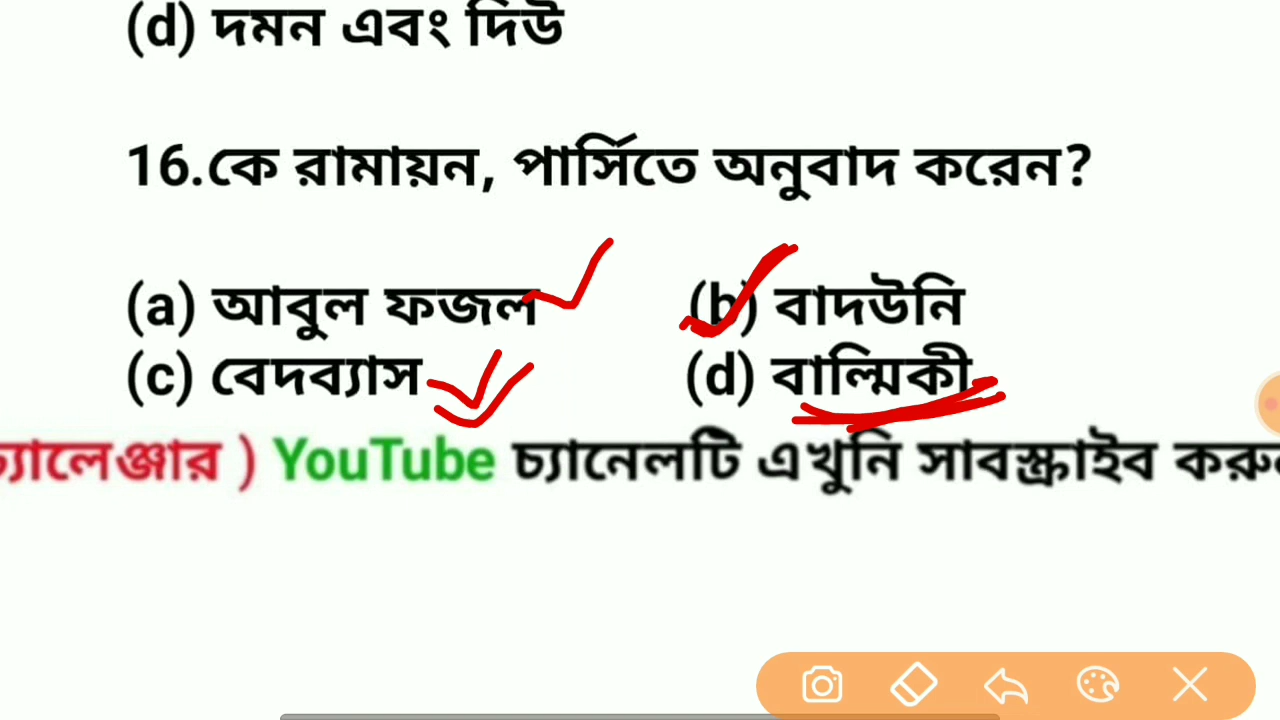 (d) দমন এবং দিউ
16.কে রামায়ন, পার্সিতে অনুবাদ করেন?
(a) আবুল ফজল (b) বাদউনি
(c) বেদব্যাস (d) বাল্মিকী
চ্যালেঞ্জার ) YouTube চ্যানেলটি এখুনি সাবস্ক্রাইব করু